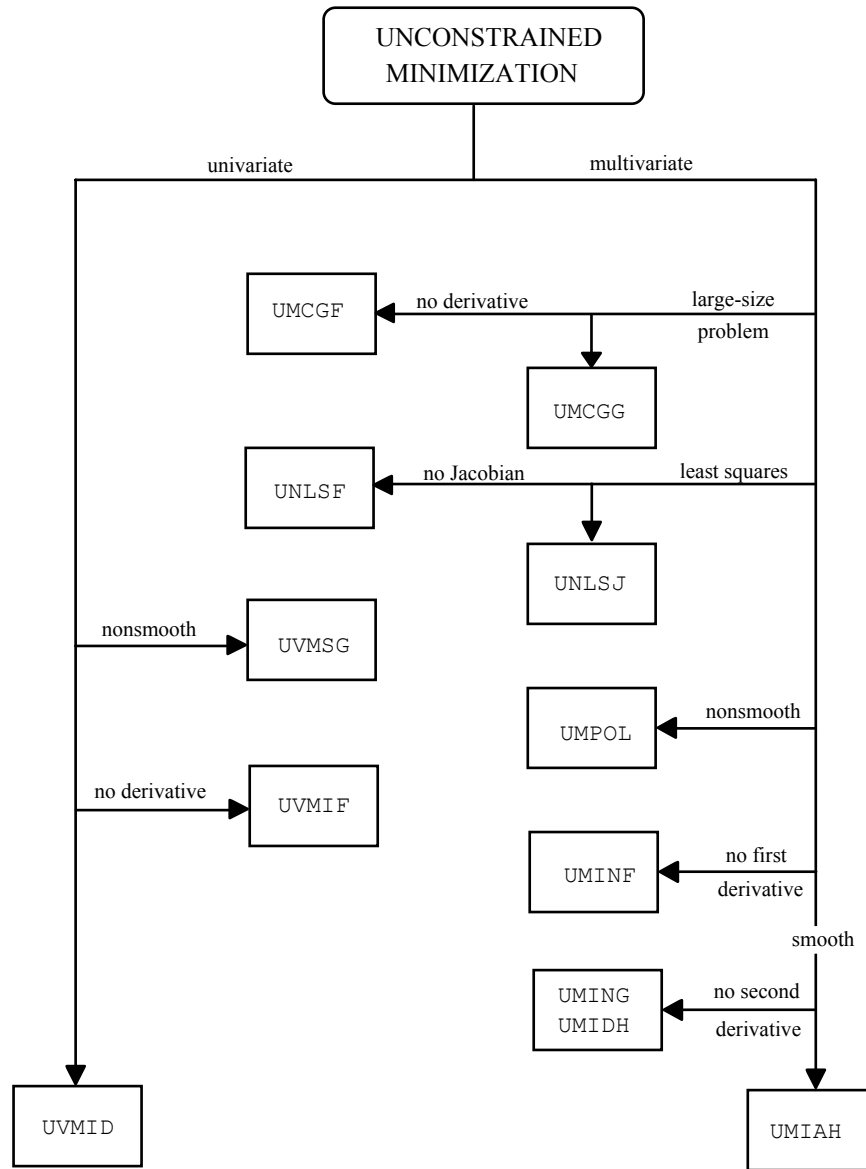 UNCONSTRAINED
MINIMIZATION
univariate
multivariate
UMCGF
no derivative
large-size
problem
UMCGG
UNLSF
no Jacobian
least squares
UNLSJ
nonsmooth
UVMSG
UMPOL
nonsmooth
no derivative
UVMIF
UMINF
no first
derivative
smooth
UMING
UMIDH
no second
derivative
UVMID
UMIAH